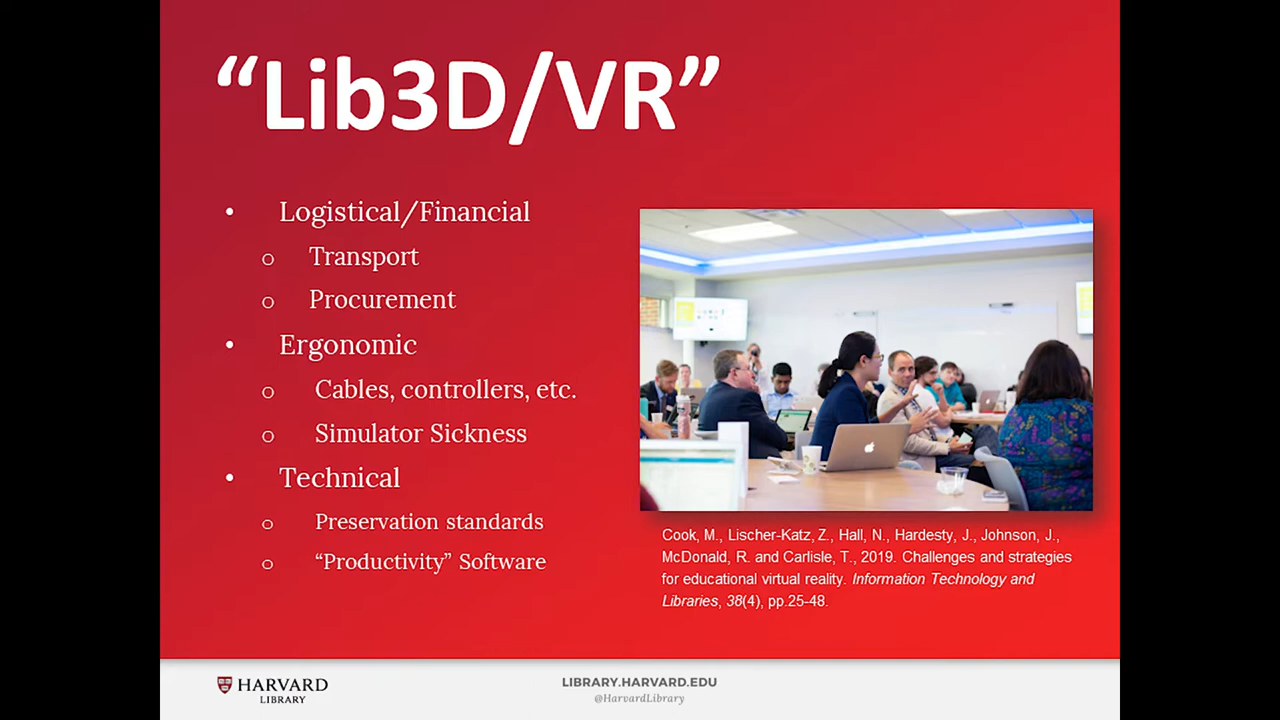 “Lib3D/VR”
• Logistical/Financial
o Transport
o Procurement
• Ergonomic
o Cables, controllers, etc.
o Simulator Sickness
• Technical
o Preservation standards
o “Productivity” Software
Cook, M., Lischer-Katz, Z., Hall, N., Hardesty, J., Johnson, J.,
McDonald, R. and Carlisle, T., 2019. Challenges and strategies
for educational virtual reality. Information Technology and
Libraries, 38(4), pp.25-48.
HARVARD
LIBRARY
LIBRARY.HARVARD.EDU
@HarvardLibrary